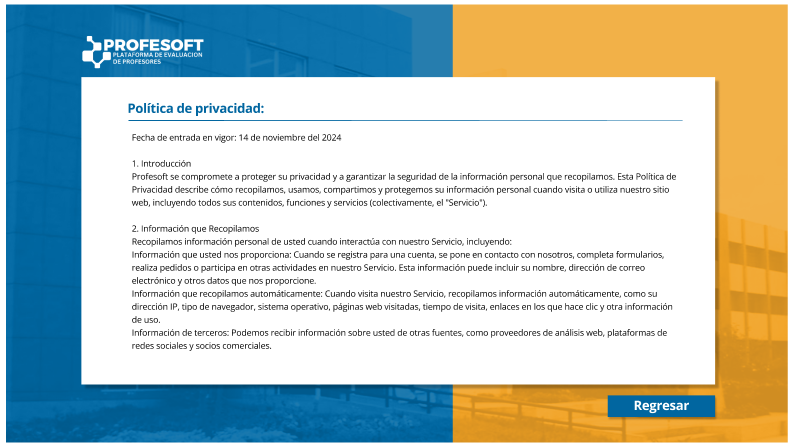 PROFESOFT
PLATAFORMA DE EVALUACION
DE PROFESORES
Política de privacidad:
Fecha de entrada en vigor: 14 de noviembre del 2024
1. Introducción
Profesoft se compromete a proteger su privacidad y a garantizar la seguridad de la información personal que recopilamos. Esta Política de
Privacidad describe cómo recopilamos, usamos, compartimos y protegemos su información personal cuando visita o utiliza nuestro sitio
web, incluyendo todos sus contenidos, funciones y servicios (colectivamente, el "Servicio").
2. Información que Recopilamos
Recopilamos información personal de usted cuando interactúa con nuestro Servicio, incluyendo:
Información que usted nos proporciona: Cuando se registra para una cuenta, se pone en contacto con nosotros, completa formularios,
realiza pedidos o participa en otras actividades en nuestro Servicio. Esta información puede incluir su nombre, dirección de correo
electrónico y otros datos que nos proporcione.
Información que recopilamos automáticamente: Cuando visita nuestro Servicio, recopilamos información automáticamente, como su
dirección IP, tipo de navegador, sistema operativo, páginas web visitadas, tiempo de visita, enlaces en los que hace clic y otra información
de uso.
Información de terceros: Podemos recibir información sobre usted de otras fuentes, como proveedores de análisis web, plataformas de
redes sociales y socios comerciales.
Regresar